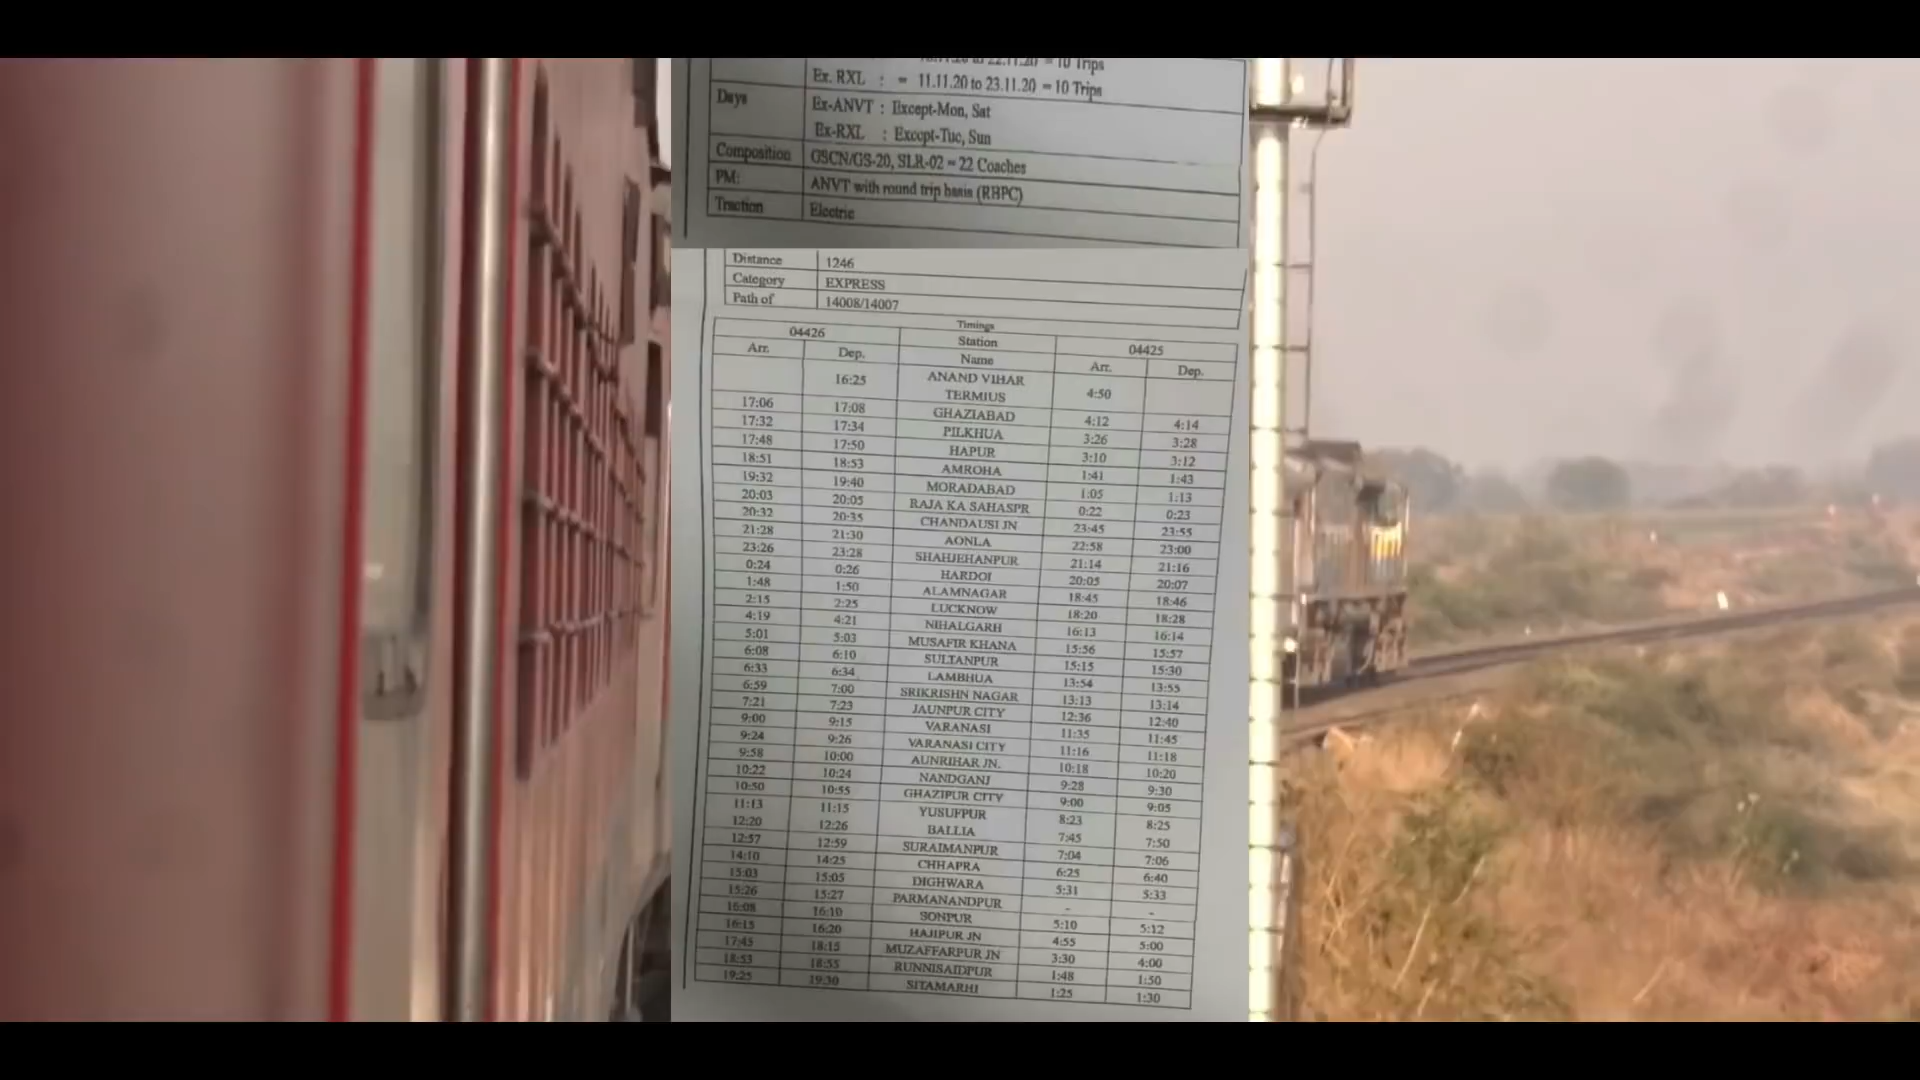 22.11.20 = 10 Trips
Ex. RXL : = 11.11.20 to 23.11.20 = 10 Trips
Days Ex-ANVT : Except-Mon, Sat
Ex-RXL : Except-Tue, Sun
Composition GSCN/GS-20, SLR-02 = 22 Coaches
PM: ANVT with round trip basis (RBPC)
Traction Electric
Distance 1246
Category EXPRESS
Path of 14008/14007
Timings
04426 Station 04425
Arr. Dep. Name Arr. Dep.
16:25 ANAND VIHAR 4:50
TERMIUS
17:06 17:08 GHAZIABAD 4:12 4:14
17:32 17:34 PILKHUA 3:26 3:28
17:48 17:50 HAPUR 3:10 3:12
18:51 18:53 AMROHA 1:41 1:43
19:32 19:40 MORADABAD 1:05 1:13
20:03 20:05 RAJA KA SAHASPR 0:22 0:23
20:32 20:35 CHANDAUSI JN 23:45 23:55
21:28 21:30 AONLA 22:58 23:00
23:26 23:28 SHAHJEHANPUR 21:14 21:16
0:24 0:26 HARDOI 20:05 20:07
1:48 1:50 ALAMNAGAR 18:45 18:46
2:15 2:25 LUCKNOW 18:20 18:28
4:19 4:21 NIHALGARH 16:13 16:14
5:01 5:03 MUSAFIR KHANA 15:56 15:57
6:08 6:10 SULTANPUR 15:15 15:30
6:33 6:34 LAMBHUA 13:54 13:55
6:59 7:00 SRIKRISHN NAGAR 13:13 13:14
7:21 7:23 JAUNPUR CITY 12:36 12:40
9:00 9:15 VARANASI 11:35 11:45
9:24 9:26 VARANASI CITY 11:16 11:18
9:58 10:00 AUNRIHAR JN. 10:18 10:20
10:22 10:24 NANDGANJ 9:28 9:30
10:50 10:55 GHAZIPUR CITY 9:00 9:05
11:13 11:15 YUSUFPUR 8:23 8:25
12:20 12:26 BALLIA 7:45 7:50
12:57 12:59 SURAIMANPUR 7:04 7:06
14:10 14:25 CHHAPRA 6:25 6:40
15:03 15:05 DIGHWARA 5:31 5:33
15:26 15:27 PARMANANDPUR - -
16:08 16:10 SONPUR 5:10 5:12
16:15 16:20 HAJIPUR JN 4:55 5:00
17:45 18:15 MUZAFFARPUR JN 3:30 4:00
18:53 18:55 RUNNISAIDPUR 1:48 1:50
19:25 19:30 SITAMARHI 1:25 1:30